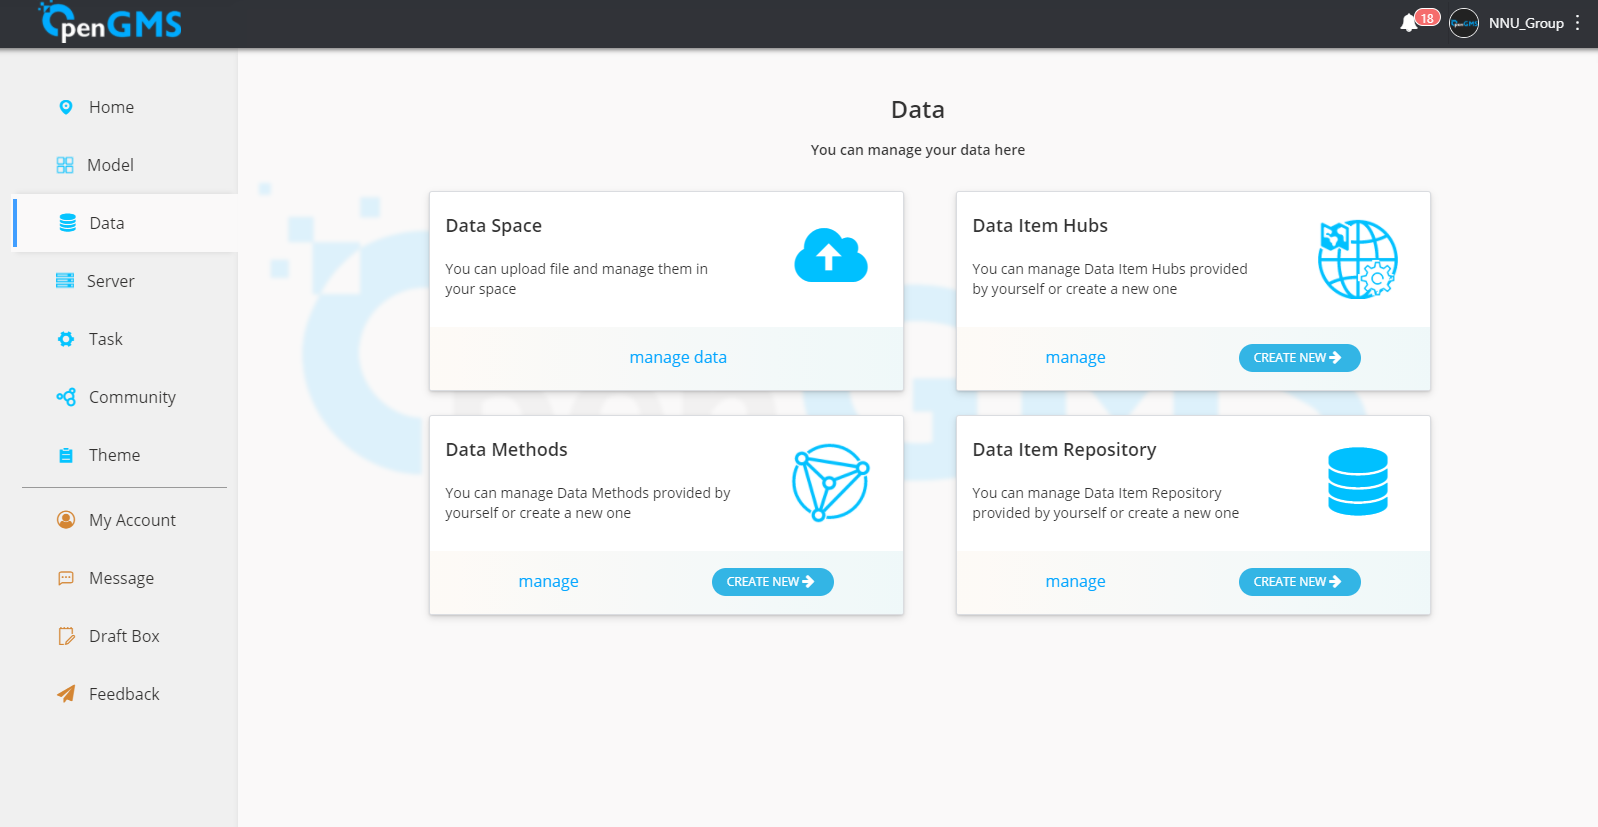 OpenGMS
18
NNU_Group
Home
Model
Data
Server
Task
Community
Theme
My Account
Message
Draft Box
Feedback
Data
You can manage your data here
Data Space
You can upload file and manage them in
your space
manage data
Data Item Hubs
You can manage Data Item Hubs provided
by yourself or create a new one
manage
CREATE NEW
Data Methods
You can manage Data Methods provided by
yourself or create a new one
manage
CREATE NEW
Data Item Repository
You can manage Data Item Repository
provided by yourself or create a new one
manage
CREATE NEW
OpenGMS